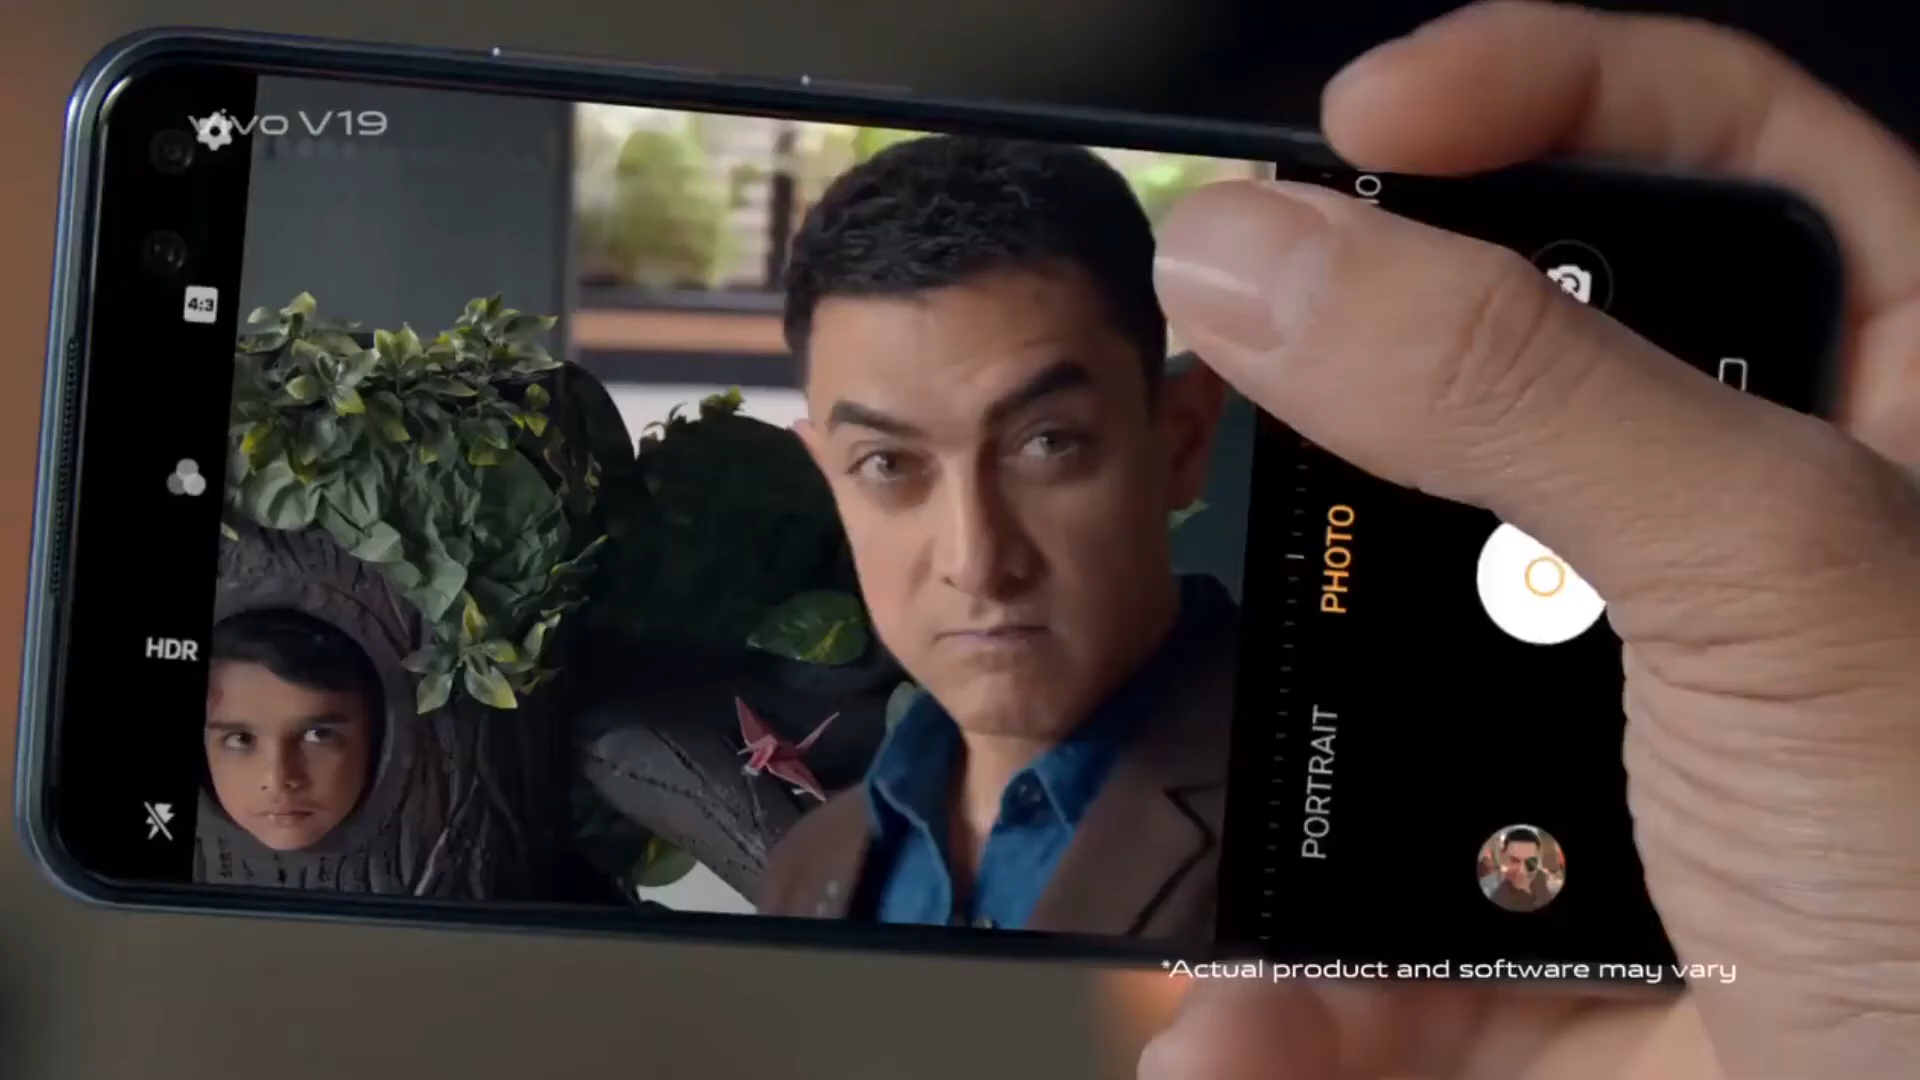 vivo V19
4:3
HDR
PHOTO
PORTRAIT
*Actual product and software may vary